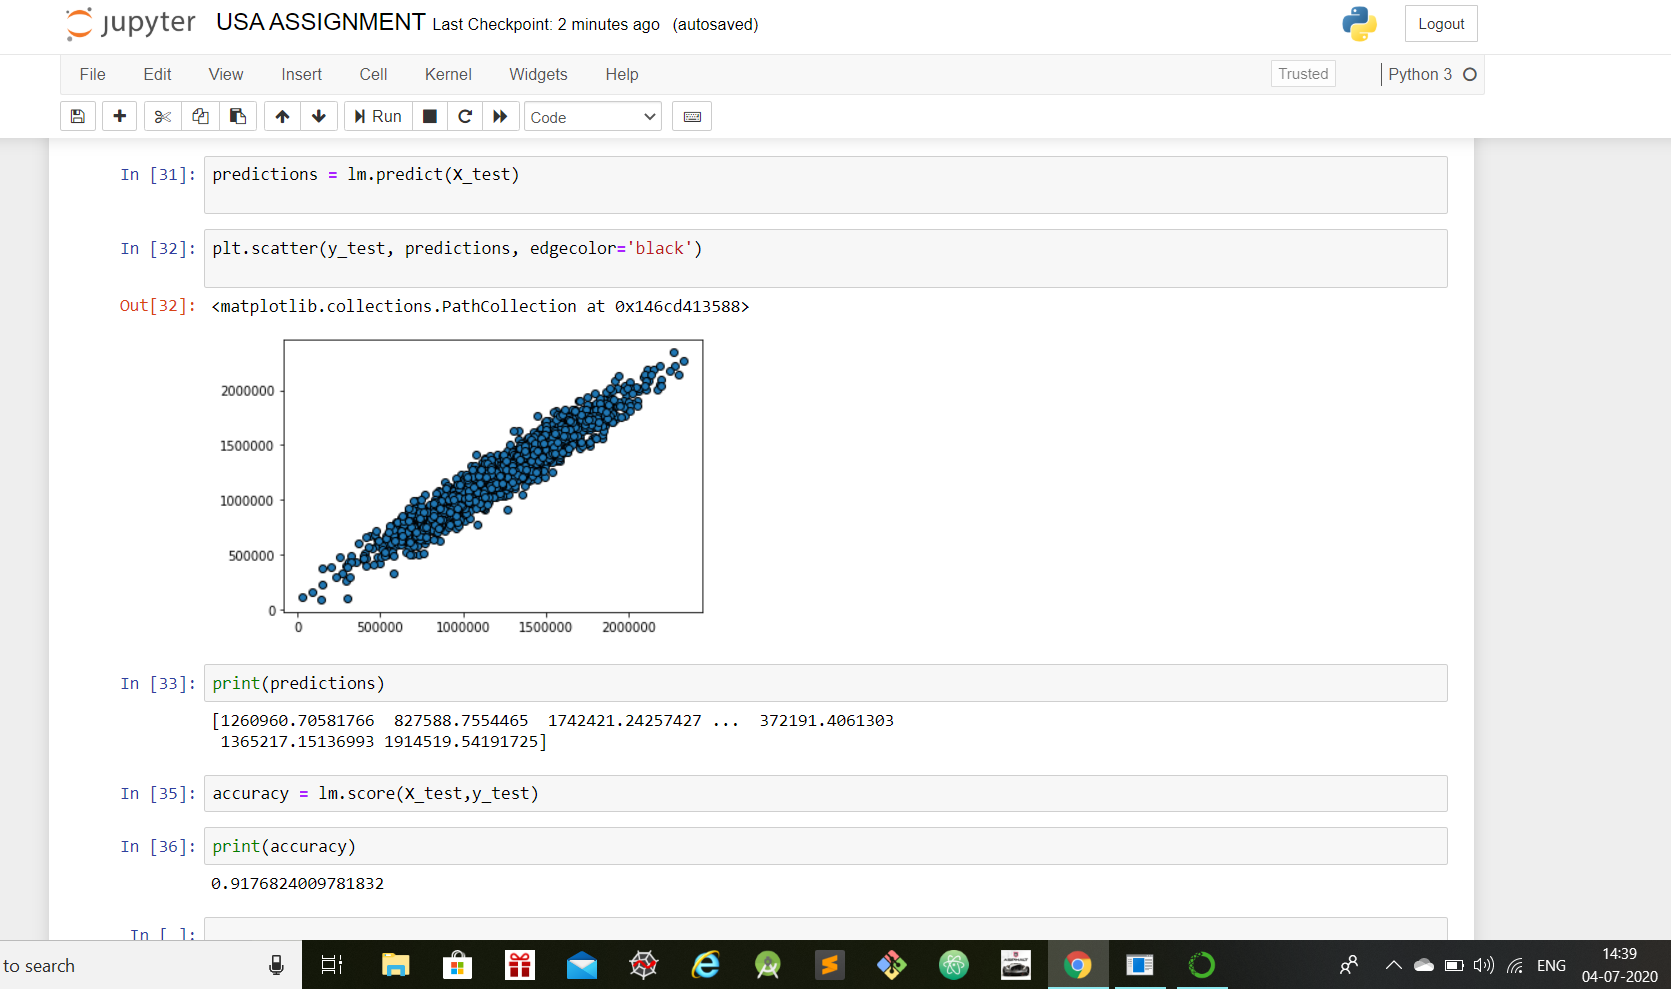 jupyter USA ASSIGNMENT Last Checkpoint: 2 minutes ago (autosaved)
Logout
File Edit View Insert Cell Kernel Widgets Help
Trusted Python 3
Run Code
In [31]: predictions = lm.predict(X_test)
In [32]: plt.scatter(y_test, predictions, edgecolor='black')
Out[32]: <matplotlib.collections.PathCollection at 0x146cd413588>
2000000
1500000
1000000
500000
0
0 500000 1000000 1500000 2000000
In [33]: print(predictions)
[1260960.70581766 827588.7554465 1742421.24257427 ... 372191.4061303
1365217.15136993 1914519.54191725]
In [35]: accuracy = lm.score(X_test,y_test)
In [36]: print(accuracy)
0.9176824009781832
In [ ]:
to search
ENG
14:39
04-07-2020